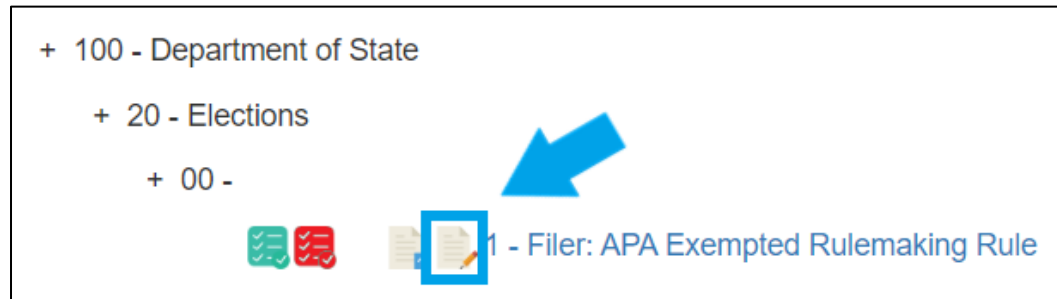 + 100 - Department of State
+ 20 - Elections
+ 00 -
1 - Filer: APA Exempted Rulemaking Rule